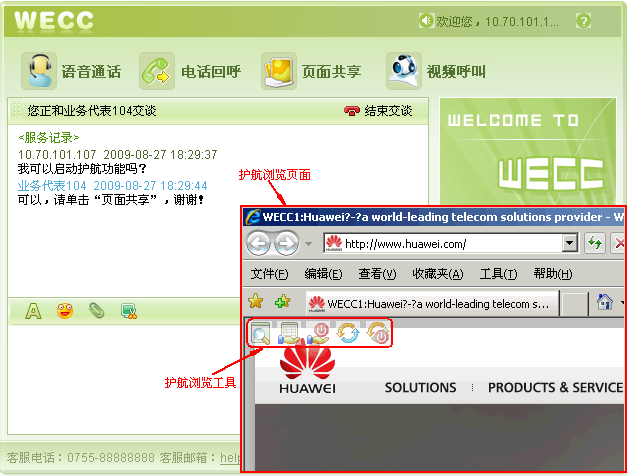 WECC
欢迎您，10.70.101.1...
语音通话
电话回呼
页面共享
视频呼叫
您正和业务代表104交谈
结束交谈
WELCOME TO
WECC
<服务记录>
10.70.101.107 2009-08-27 18:29:37
我可以启动护航功能吗？
业务代表104 2009-08-27 18:29:44
可以，请单击“页面共享”，谢谢！
护航浏览页面
WECC1:Huawei?-?a world-leading telecom solutions provider - W
http://www.huawei.com/
文件(F) 编辑(E) 查看(V) 收藏夹(A) 工具(T) 帮助(H)
WECC1:Huawei?-?a world-leading telecom s...
护航浏览工具
HUAWEI
SOLUTIONS
PRODUCTS & SERVICE
客服电话：0755-88888888 客服邮箱：help